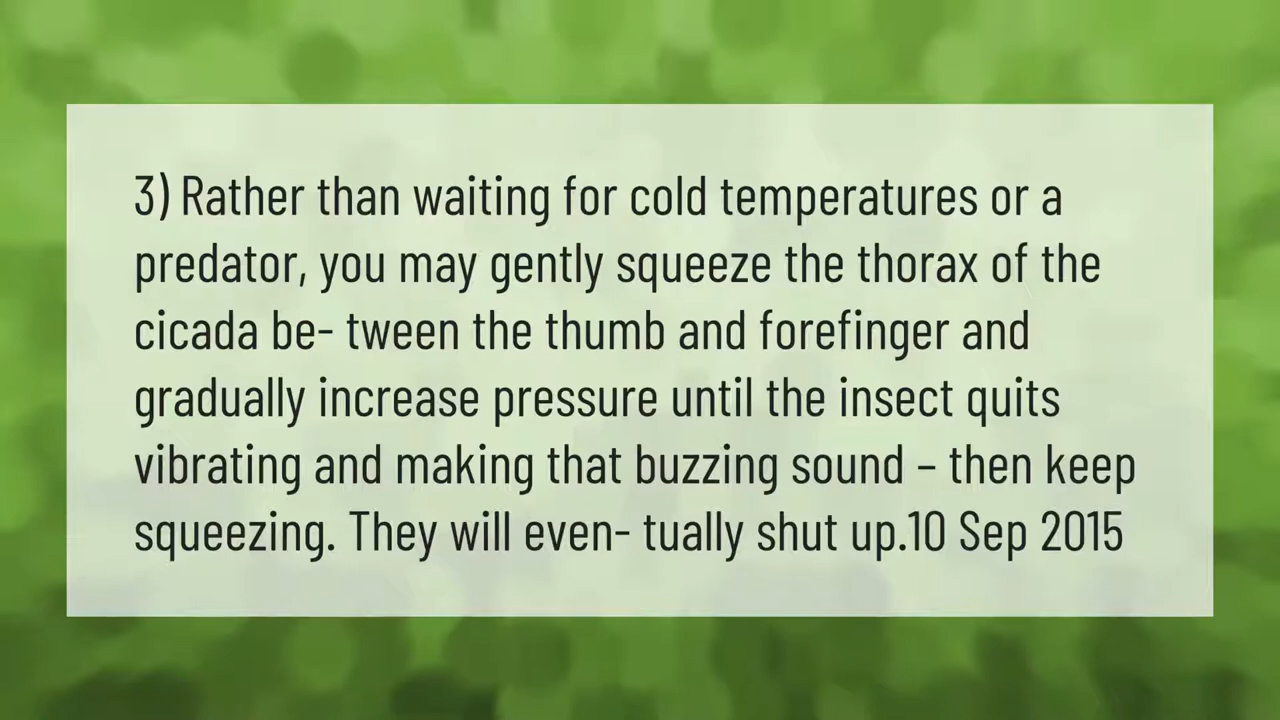 3) Rather than waiting for cold temperatures or a
predator, you may gently squeeze the thorax of the
cicada be- tween the thumb and forefinger and
gradually increase pressure until the insect quits
vibrating and making that buzzing sound – then keep
squeezing. They will even- tually shut up.10 Sep 2015